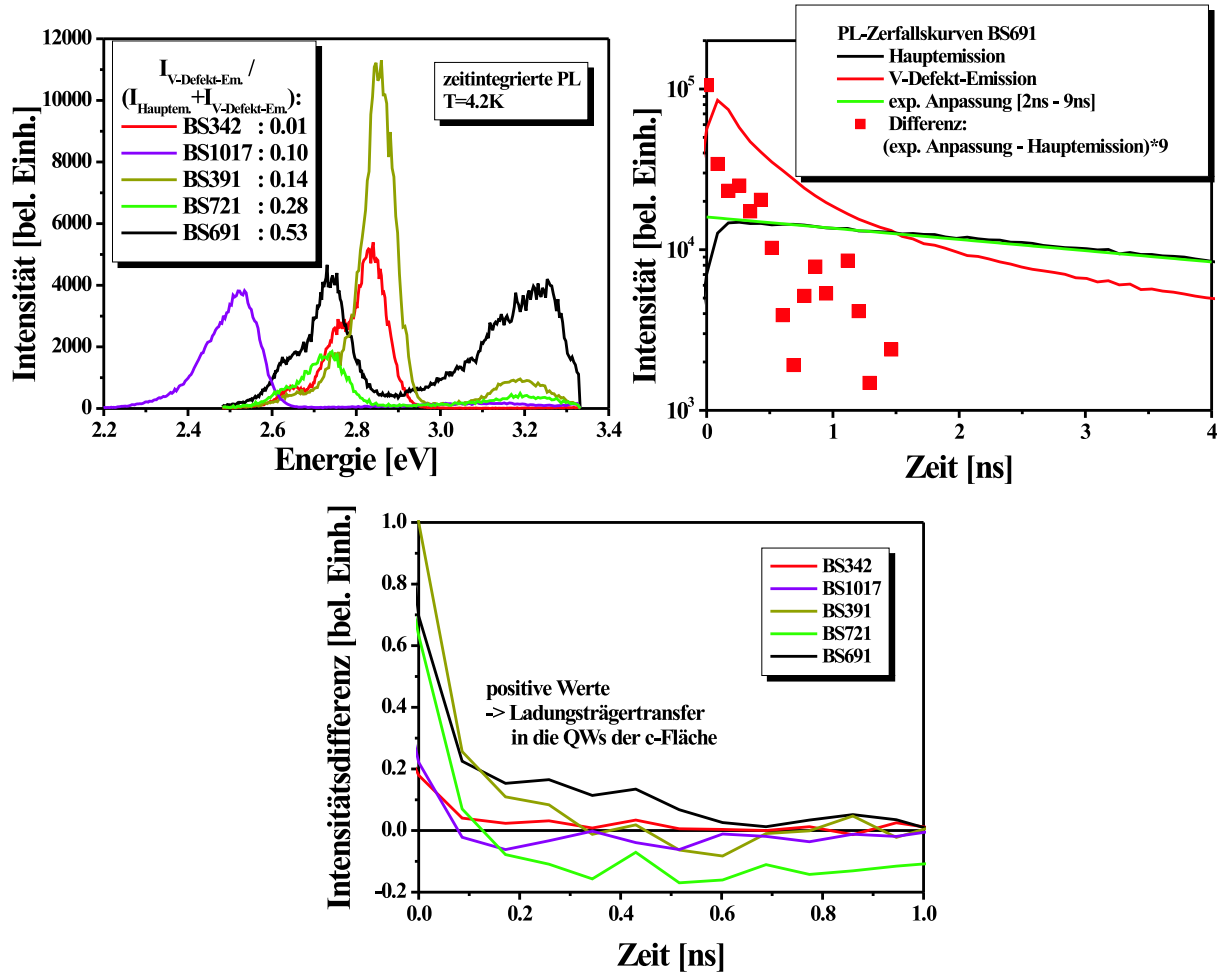 12000
10000
8000
6000
4000
2000
0
Intensität [bel. Einh.]
I V-Defekt-Em. /
(I Hauptem.+I V-Defekt-Em.):
BS342 : 0.01
BS1017 : 0.10
BS391 : 0.14
BS721 : 0.28
BS691 : 0.53
zeitintegrierte PL
T=4.2K
2.2 2.4 2.6 2.8 3.0 3.2 3.4
Energie [eV]
PL-Zerfallskurven BS691
Hauptemission
V-Defekt-Emission
exp. Anpassung [2ns - 9ns]
Differenz:
(exp. Anpassung - Hauptemission)*9
10^5
10^4
10^3
Intensität [bel. Einh.]
0 1 2 3 4
Zeit [ns]
1.0
0.8
0.6
0.4
0.2
0.0
-0.2
Intensitätsdifferenz [bel. Einh.]
BS342
BS1017
BS391
BS721
BS691
positive Werte
-> Ladungsträgertransfer
in die QWs der c-Fläche
0.0 0.2 0.4 0.6 0.8 1.0
Zeit [ns]